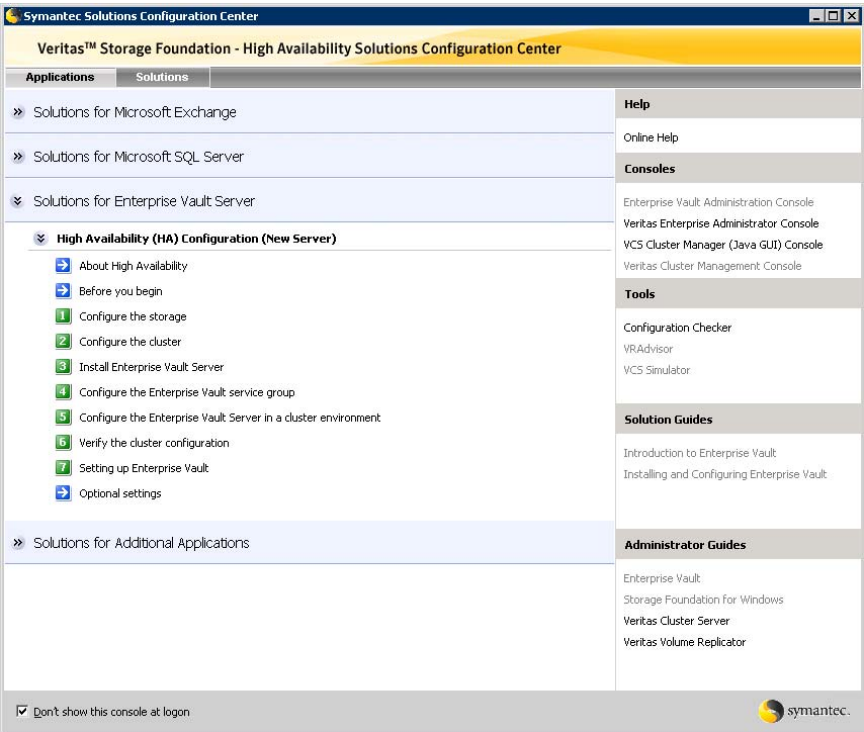 Symantec Solutions Configuration Center
Veritas™ Storage Foundation - High Availability Solutions Configuration Center
Applications
Solutions
Solutions for Microsoft Exchange
Solutions for Microsoft SQL Server
Solutions for Enterprise Vault Server
High Availability (HA) Configuration (New Server)
About High Availability
Before you begin
1 Configure the storage
2 Configure the cluster
3 Install Enterprise Vault Server
4 Configure the Enterprise Vault service group
5 Configure the Enterprise Vault Server in a cluster environment
6 Verify the cluster configuration
7 Setting up Enterprise Vault
Optional settings
Solutions for Additional Applications
Help
Online Help
Consoles
Enterprise Vault Administration Console
Veritas Enterprise Administrator Console
VCS Cluster Manager (Java GUI) Console
Veritas Cluster Management Console
Tools
Configuration Checker
VRAdvisor
VCS Simulator
Solution Guides
Introduction to Enterprise Vault
Installing and Configuring Enterprise Vault
Administrator Guides
Enterprise Vault
Storage Foundation for Windows
Veritas Cluster Server
Veritas Volume Replicator
Don't show this console at logon
symantec.